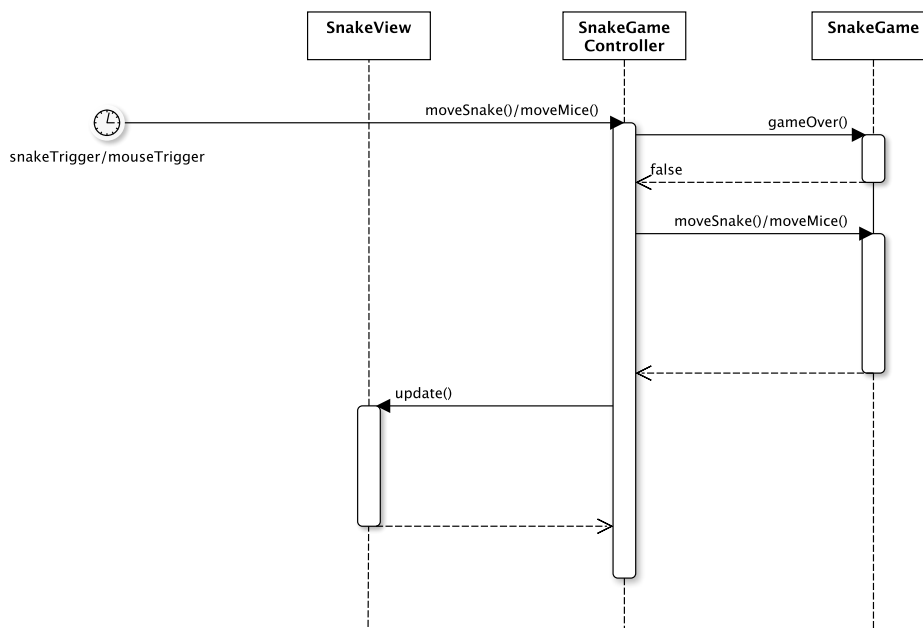 SnakeView
SnakeGame
Controller
SnakeGame
moveSnake()/moveMice()
gameOver()
snakeTrigger/mouseTrigger
false
moveSnake()/moveMice()
update()